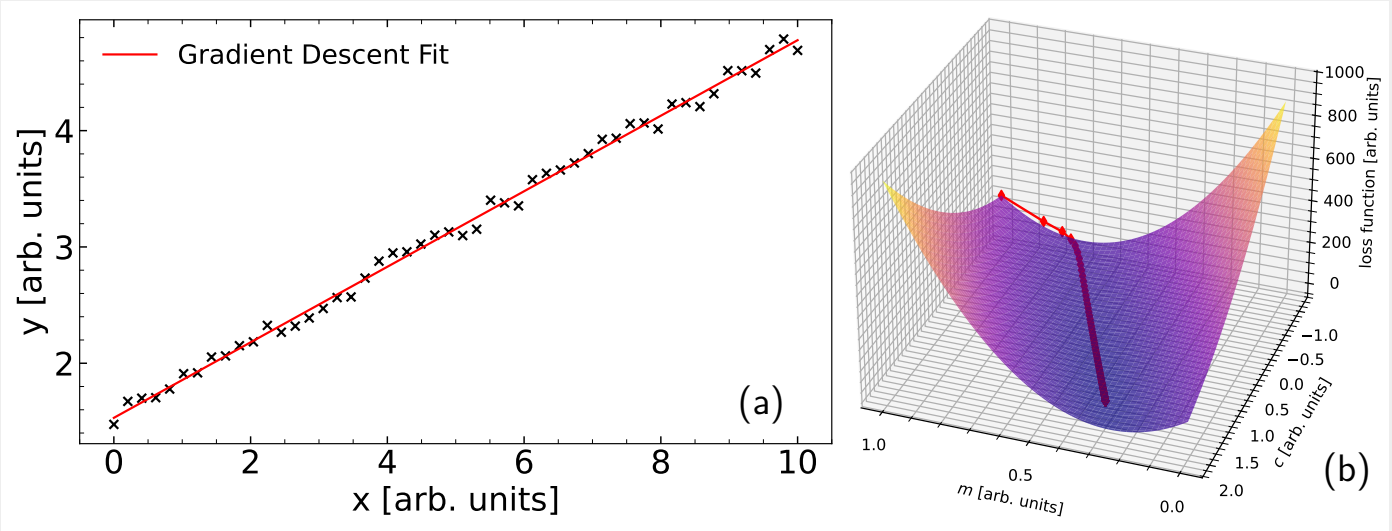 Gradient Descent Fit
4
3
2
y [arb. units]
0 2 4 6 8 10
x [arb. units]
(a)
1000
800
600
400
200
0
loss function [arb. units]
−1.0
−0.5
0.0
0.5
1.0
1.5
2.0
c [arb. units]
1.0 0.5 0.0
m [arb. units]
(b)